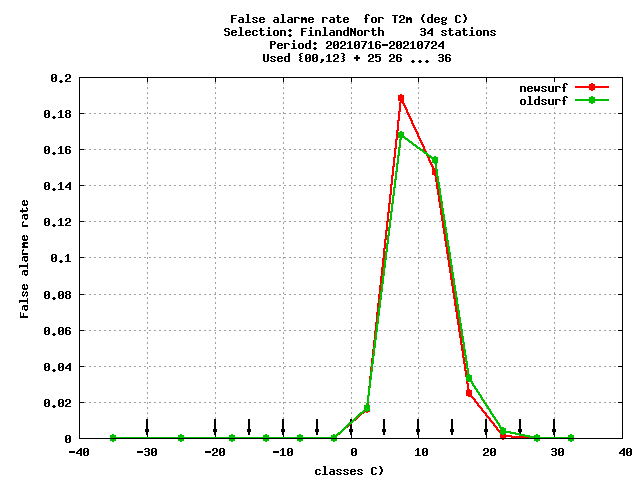 False alarme rate  for T2m (deg C)
Selection: FinlandNorth     34 stations
Period: 20210716-20210724
Used {00,12} + 25 26 ... 36
newsurf
oldsurf
0.2
0.18
0.16
0.14
0.12
0.1
0.08
0.06
0.04
0.02
0
False alarme rate
-40 -30 -20 -10 0 10 20 30 40
classes C)